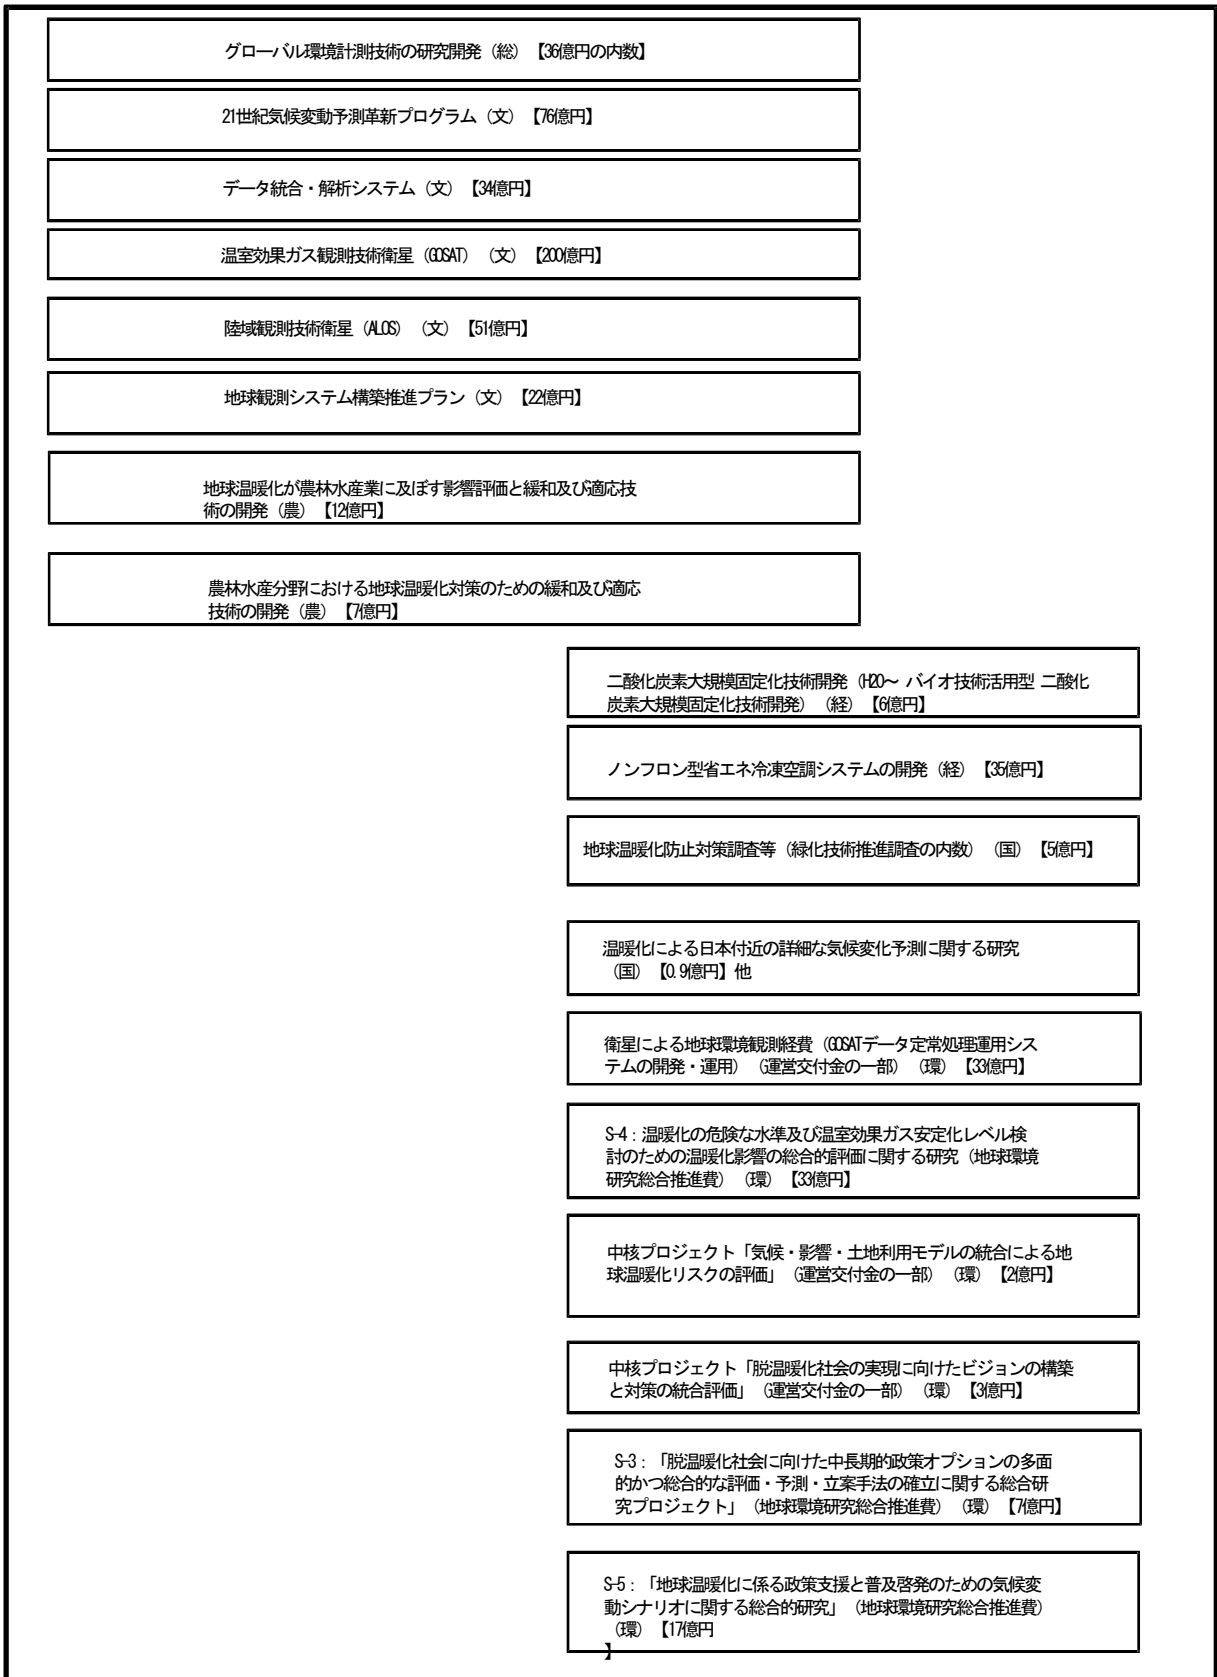 グローバル環境計測技術の研究開発（総）【36億円の内数】
21世紀気候変動予測革新プログラム（文）【76億円】
データ統合・解析システム（文）【34億円】
温室効果ガス観測技術衛星（GOSAT）（文）【200億円】
陸域観測技術衛星（ALOS）（文）【51億円】
地球観測システム構築推進プラン（文）【22億円】
地球温暖化が農林水産業に及ぼす影響評価と緩和及び適応技
術の開発（農）【12億円】
農林水産分野における地球温暖化対策のための緩和及び適応
技術の開発（農）【7億円】
二酸化炭素大規模固定化技術開発（H20～ バイオ技術活用型 二酸化
炭素大規模固定化技術開発）（経）【6億円】
ノンフロン型省エネ冷凍空調システムの開発（経）【35億円】
地球温暖化防止対策調査等（緑化技術推進調査の内数）（国）【5億円】
温暖化による日本付近の詳細な気候変化予測に関する研究
（国）【0.9億円】他
衛星による地球環境観測経費（GOSATデータ定常処理運用シス
テムの開発・運用）（運営交付金の一部）（環）【33億円】
S-4：温暖化の危険な水準及び温室効果ガス安定化レベル検
討のための温暖化影響の総合的評価に関する研究（地球環境
研究総合推進費）（環）【33億円】
中核プロジェクト「気候・影響・土地利用モデルの統合による地
球温暖化リスクの評価」（運営交付金の一部）（環）【2億円】
中核プロジェクト「脱温暖化社会の実現に向けたビジョンの構築
と対策の統合評価」（運営交付金の一部）（環）【3億円】
S-3：「脱温暖化社会に向けた中長期的政策オプションの多面
的かつ総合的な評価・予測・立案手法の確立に関する総合研
究プロジェクト」（地球環境研究総合推進費）（環）【7億円】
S-5：「地球温暖化に係る政策支援と普及啓発のための気候変
動シナリオに関する総合的研究」（地球環境研究総合推進費）
（環）【17億円
】